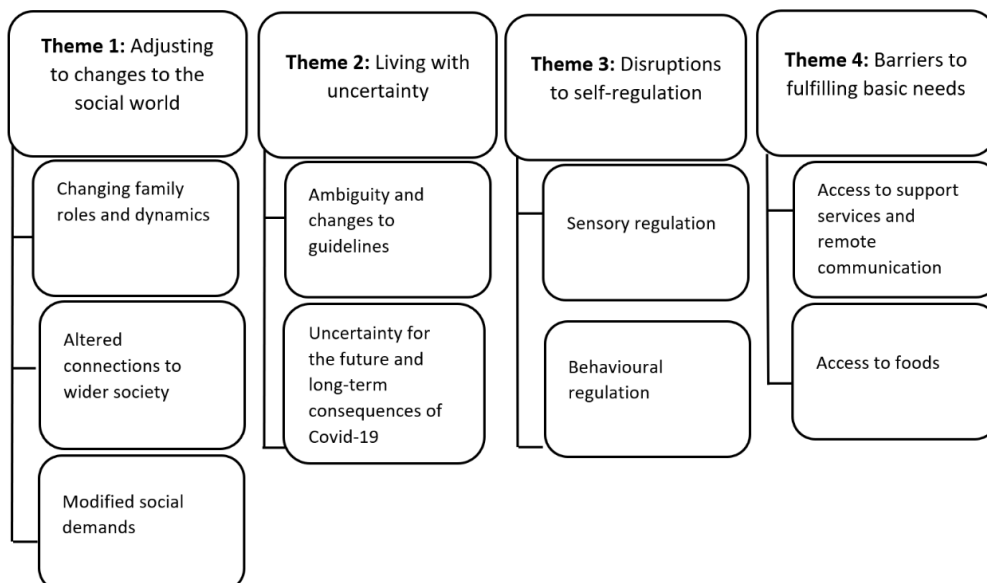 Theme 1: Adjusting
to changes to the
social world
Changing family
roles and dynamics
Altered
connections to
wider society
Modified social
demands
Theme 2: Living with
uncertainty
Ambiguity and
changes to
guidelines
Uncertainty for
the future and
long-term
consequences of
Covid-19
Theme 3: Disruptions
to self-regulation
Sensory regulation
Behavioural
regulation
Theme 4: Barriers to
fulfilling basic needs
Access to support
services and
remote
communication
Access to foods